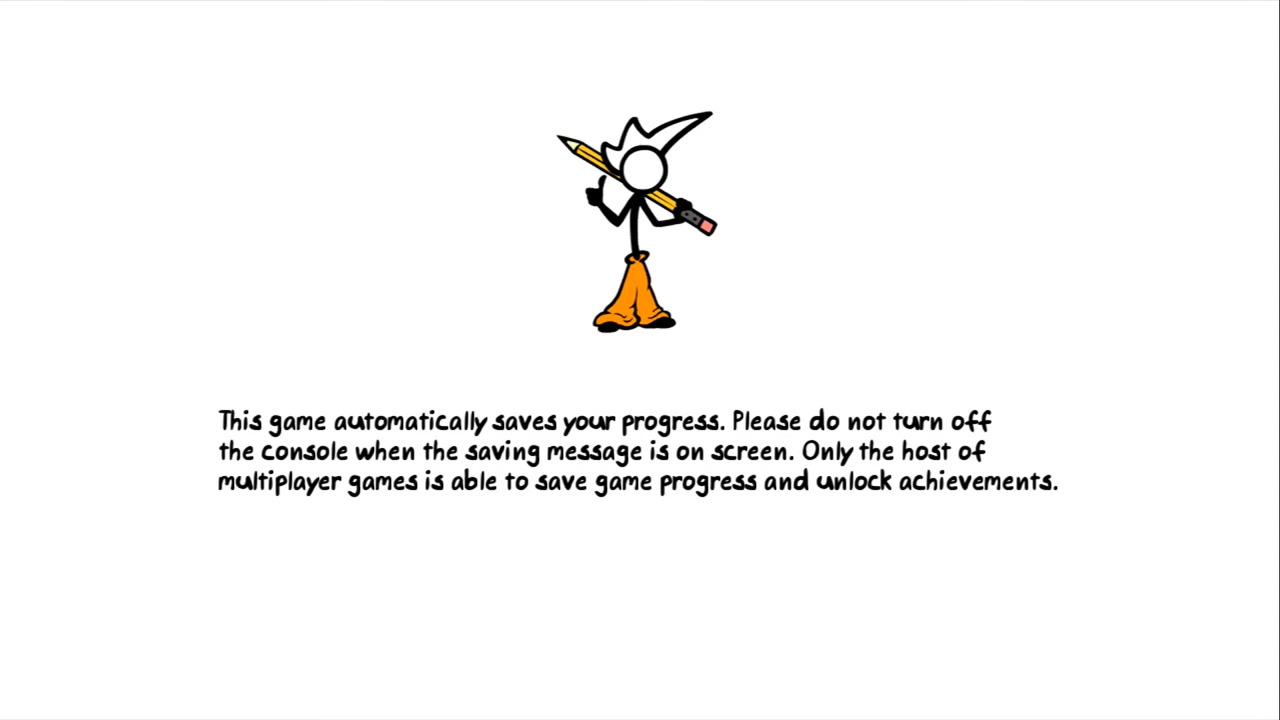 This game automatically saves your progress. Please do not turn off
the console when the saving message is on screen. Only the host of
multiplayer games is able to save game progress and unlock achievements.